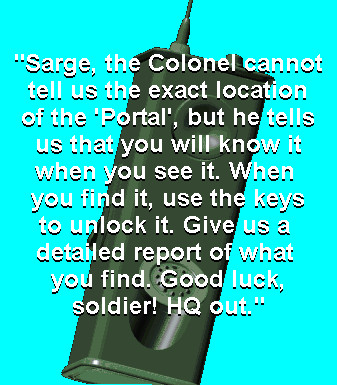 "Sarge, the Colonel cannot
tell us the exact location
of the 'Portal', but he tells
us that you will know it
when you see it. When
you find it, use the keys
to unlock it. Give us a
detailed report of what
you find. Good luck,
soldier! HQ out."